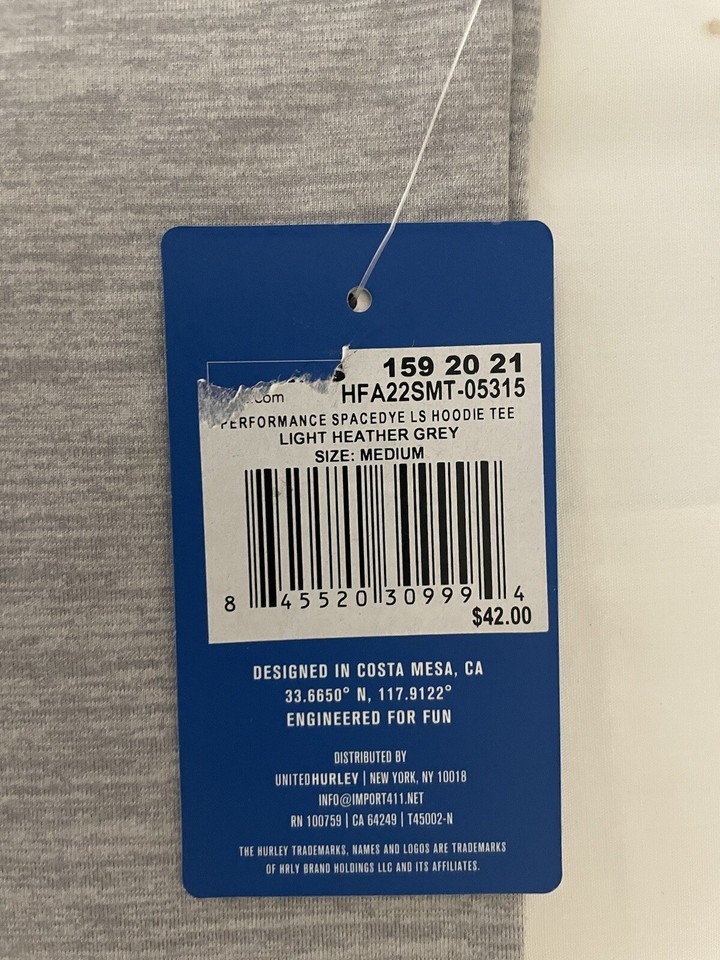 159 20 21
.com HFA22SMT-05315
PERFORMANCE SPACEDYE LS HOODIE TEE
LIGHT HEATHER GREY
SIZE: MEDIUM
8 45520 30999 4
$42.00
DESIGNED IN COSTA MESA, CA
33.6650° N, 117.9122°
ENGINEERED FOR FUN
DISTRIBUTED BY
UNITEDHURLEY | NEW YORK, NY 10018
INFO@IMPORT411.NET
RN 100759 | CA 64249 | T45002-N
THE HURLEY TRADEMARKS, NAMES AND LOGOS ARE TRADEMARKS
OF HRLY BRAND HOLDINGS LLC AND ITS AFFILIATES.